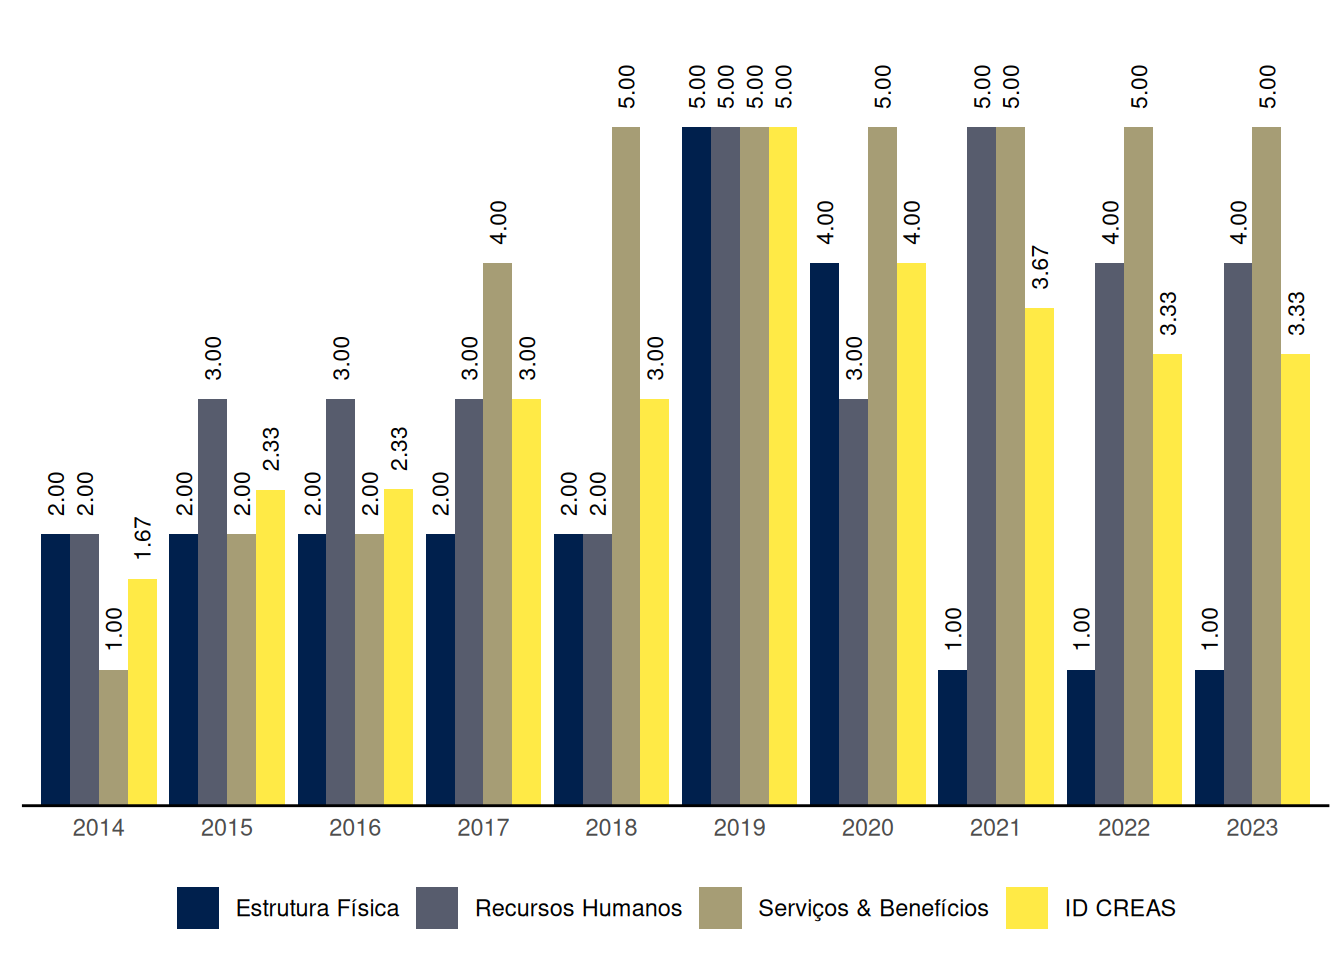 5.00 5.00 5.00 5.00 5.00 5.00 5.00 5.00 5.00 5.00
4.00 4.00 4.00 4.00 4.00
3.67
3.33 3.33
3.00 3.00 3.00 3.00 3.00 3.00
2.33 2.33
2.00 2.00 2.00 2.00 2.00 2.00 2.00 2.00 2.00
1.67
1.00 1.00 1.00 1.00
2014 2015 2016 2017 2018 2019 2020 2021 2022 2023
Estrutura Física Recursos Humanos Serviços & Benefícios ID CREAS